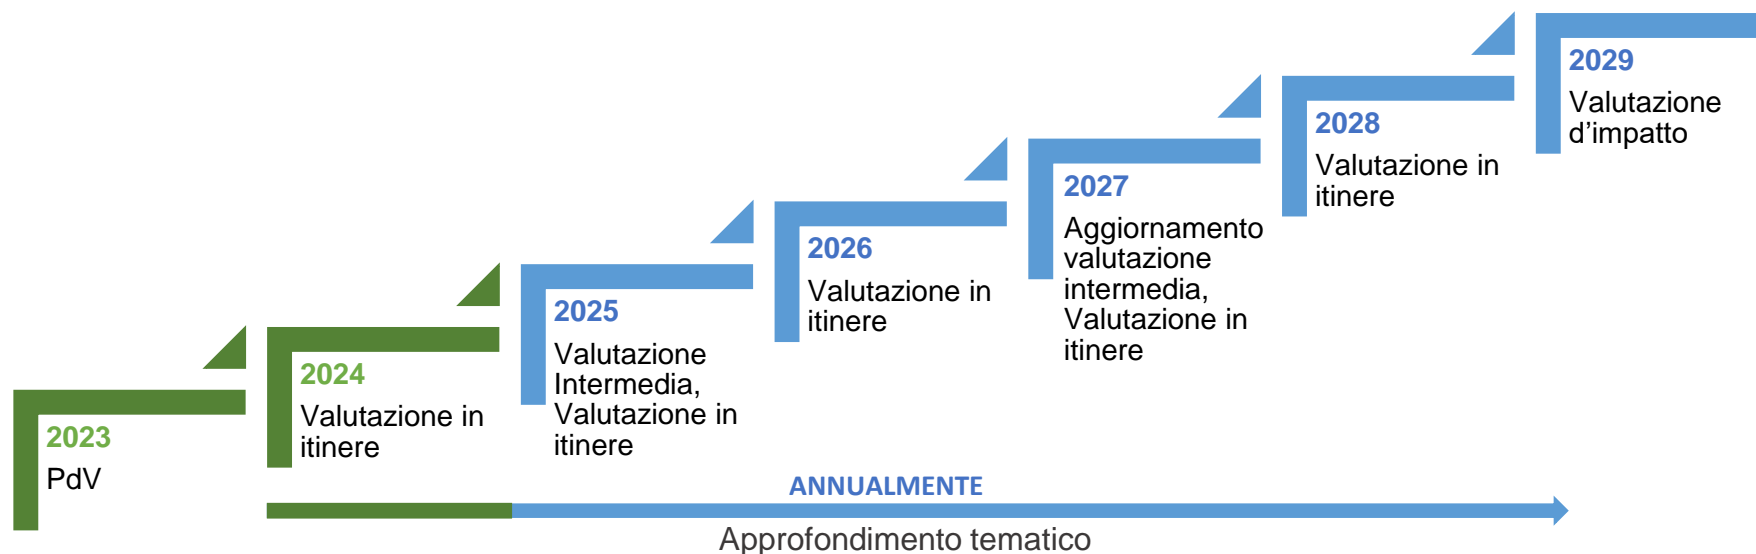 2023
PdV
2024
Valutazione in
itinere
2025
Valutazione
Intermedia,
Valutazione in
itinere
2026
Valutazione in
itinere
2027
Aggiornamento
valutazione
intermedia,
Valutazione in
itinere
2028
Valutazione in
itinere
2029
Valutazione
d’impatto
ANNUALMENTE
Approfondimento tematico